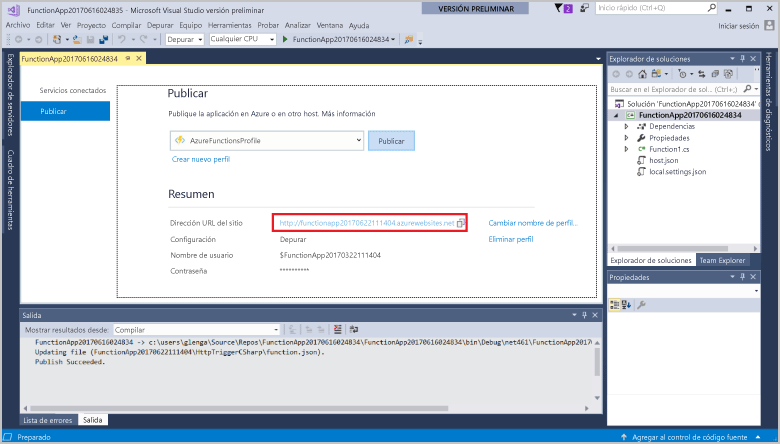 FunctionApp20170616024835 - Microsoft Visual Studio versión preliminar
VERSIÓN PRELIMINAR
2
Inicio rápido (Ctrl+Q)
Archivo Editar Ver Proyecto Compilar Depurar Equipo Herramientas Probar Analizar Ventana Ayuda
Iniciar sesión
Depurar
Cualquier CPU
FunctionApp20170616024834
Explorador de servidores
Cuadro de herramientas
FunctionApp20170616024834
Servicios conectados
Publicar
Publicar
Publique la aplicación en Azure o en otro host. Más información
AzureFunctionsProfile
Publicar
Crear nuevo perfil
Resumen
Dirección URL del sitio
http://functionapp20170622111404.azurewebsites.net
Cambiar nombre de perfil...
Configuración
Depurar
Eliminar perfil
Nombre de usuario
$FunctionApp20170322111404
Contraseña
**********
Explorador de soluciones
Buscar en el Explorador de sol... (Ctrl+;)
Solución 'FunctionApp20170616024834'
FunctionApp20170616024834
Dependencias
Propiedades
Function1.cs
host.json
local.settings.json
Explorador de soluciones
Team Explorer
Propiedades
Herramientas de diagnósticos
Salida
Mostrar resultados desde:
Compilar
FunctionApp20170616024834 -> c:\users\glenga\Source\Repos\FunctionApp20170616024834\FunctionApp20170616024834\bin\Debug\net461\FunctionApp20170
Updating file (FunctionApp20170622111404\HttpTriggerCSharp\function.json).
Publish Succeeded.
Lista de errores
Salida
Preparado
Agregar al control de código fuente